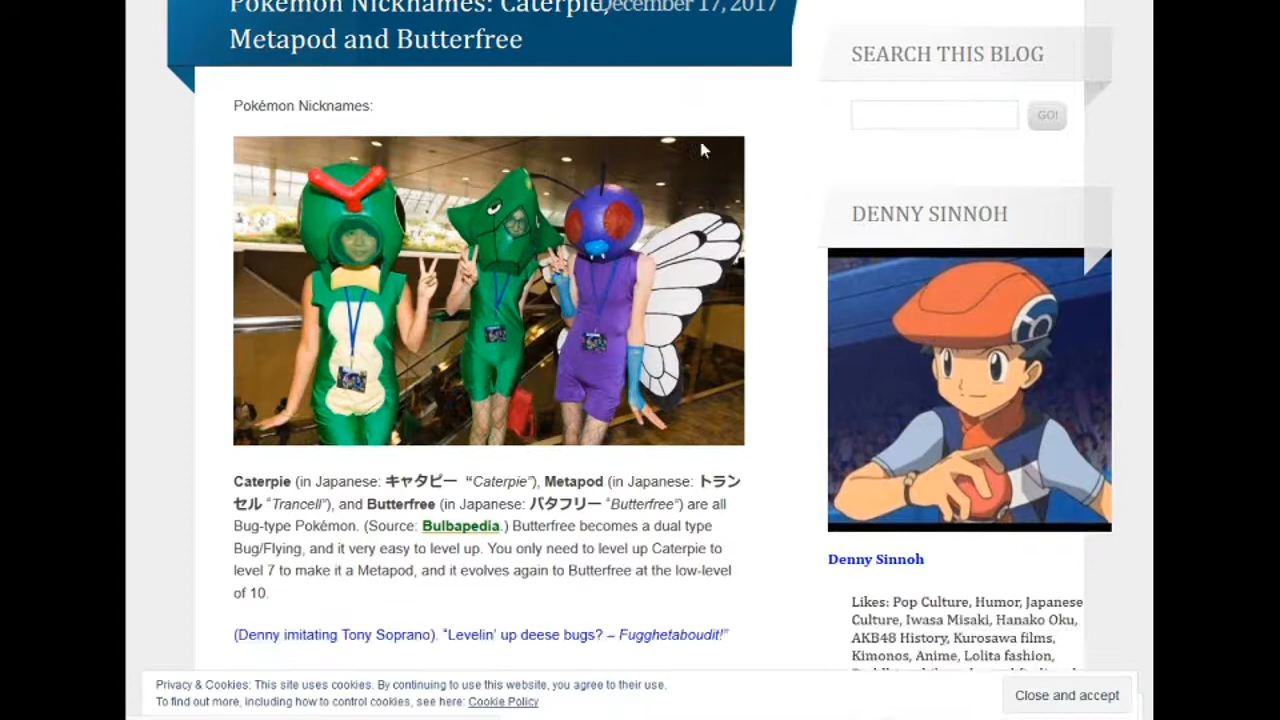 Pokémon Nicknames: Caterpie,
December 17, 2017
Metapod and Butterfree
Pokémon Nicknames:
Caterpie (in Japanese: キャタピー “Caterpie”), Metapod (in Japanese: トラン
セル “Trancell”), and Butterfree (in Japanese: バタフリー “Butterfree”) are all
Bug-type Pokémon. (Source: Bulbapedia.) Butterfree becomes a dual type
Bug/Flying, and it very easy to level up. You only need to level up Caterpie to
level 7 to make it a Metapod, and it evolves again to Butterfree at the low-level
of 10.
(Denny imitating Tony Soprano). “Levelin’ up deese bugs? – Fugghetaboudit!”
SEARCH THIS BLOG
GO!
DENNY SINNOH
Denny Sinnoh
Likes: Pop Culture, Humor, Japanese
Culture, Iwasa Misaki, Hanako Oku,
AKB48 History, Kurosawa films,
Kimonos, Anime, Lolita fashion,
Privacy & Cookies: This site uses cookies. By continuing to use this website, you agree to their use.
To find out more, including how to control cookies, see here: Cookie Policy
Close and accept